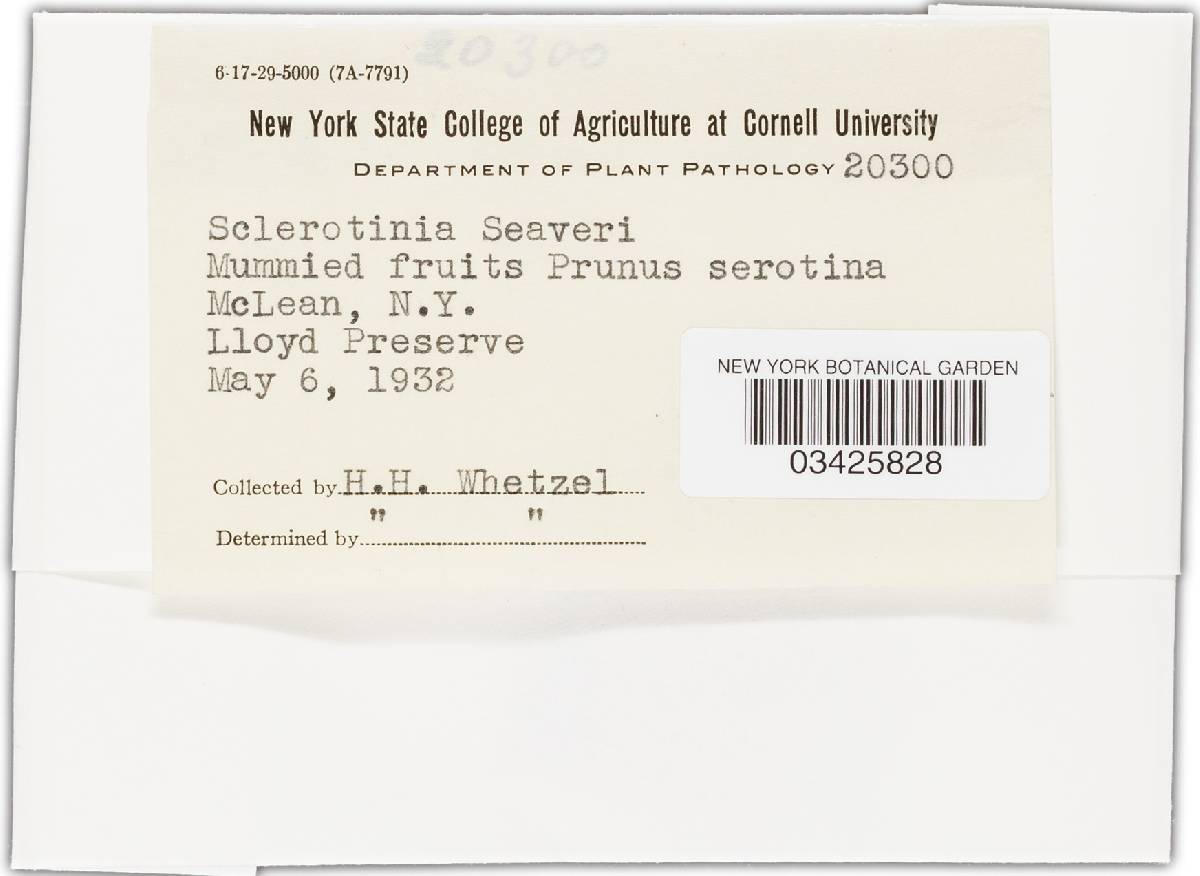 20300
6-17-29-5000 (7A-7791)
New York State College of Agriculture at Cornell University
DEPARTMENT OF PLANT PATHOLOGY 20300
Sclerotinia Seaveri
Mummied fruits Prunus serotina
McLean, N.Y.
Lloyd Preserve
May 6, 1932
NEW YORK BOTANICAL GARDEN
03425828
Collected by H.H. Whetzel
" "
Determined by